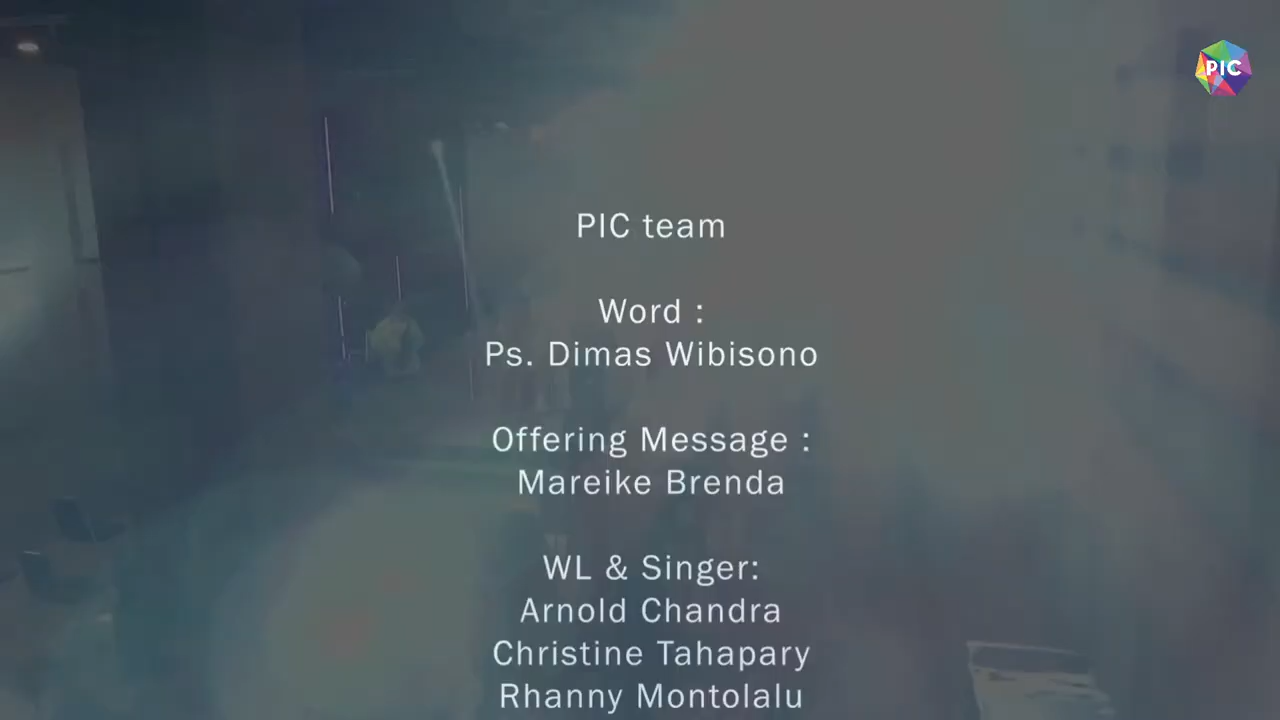 PIC
PIC team
Word :
Ps. Dimas Wibisono
Offering Message :
Mareike Brenda
WL & Singer:
Arnold Chandra
Christine Tahapary
Rhanny Montolalu